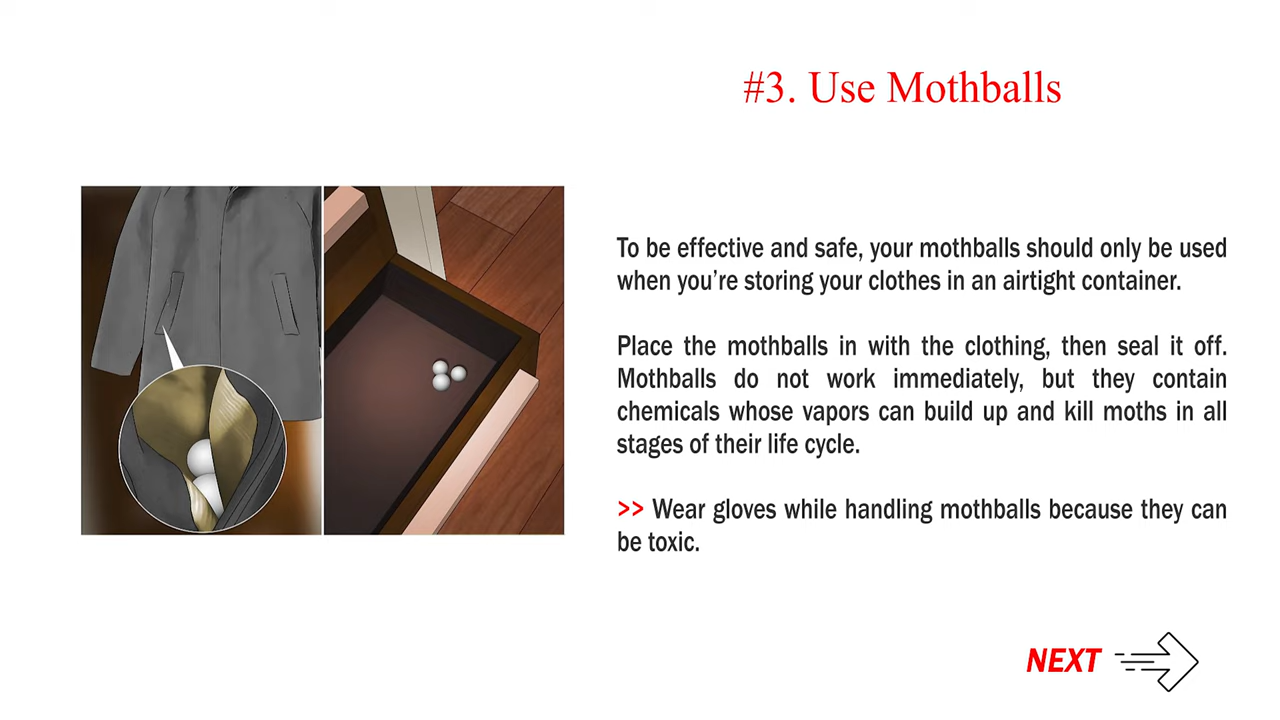 #3. Use Mothballs
To be effective and safe, your mothballs should only be used
when you’re storing your clothes in an airtight container.
Place the mothballs in with the clothing, then seal it off.
Mothballs do not work immediately, but they contain
chemicals whose vapors can build up and kill moths in all
stages of their life cycle.
>> Wear gloves while handling mothballs because they can
be toxic.
NEXT